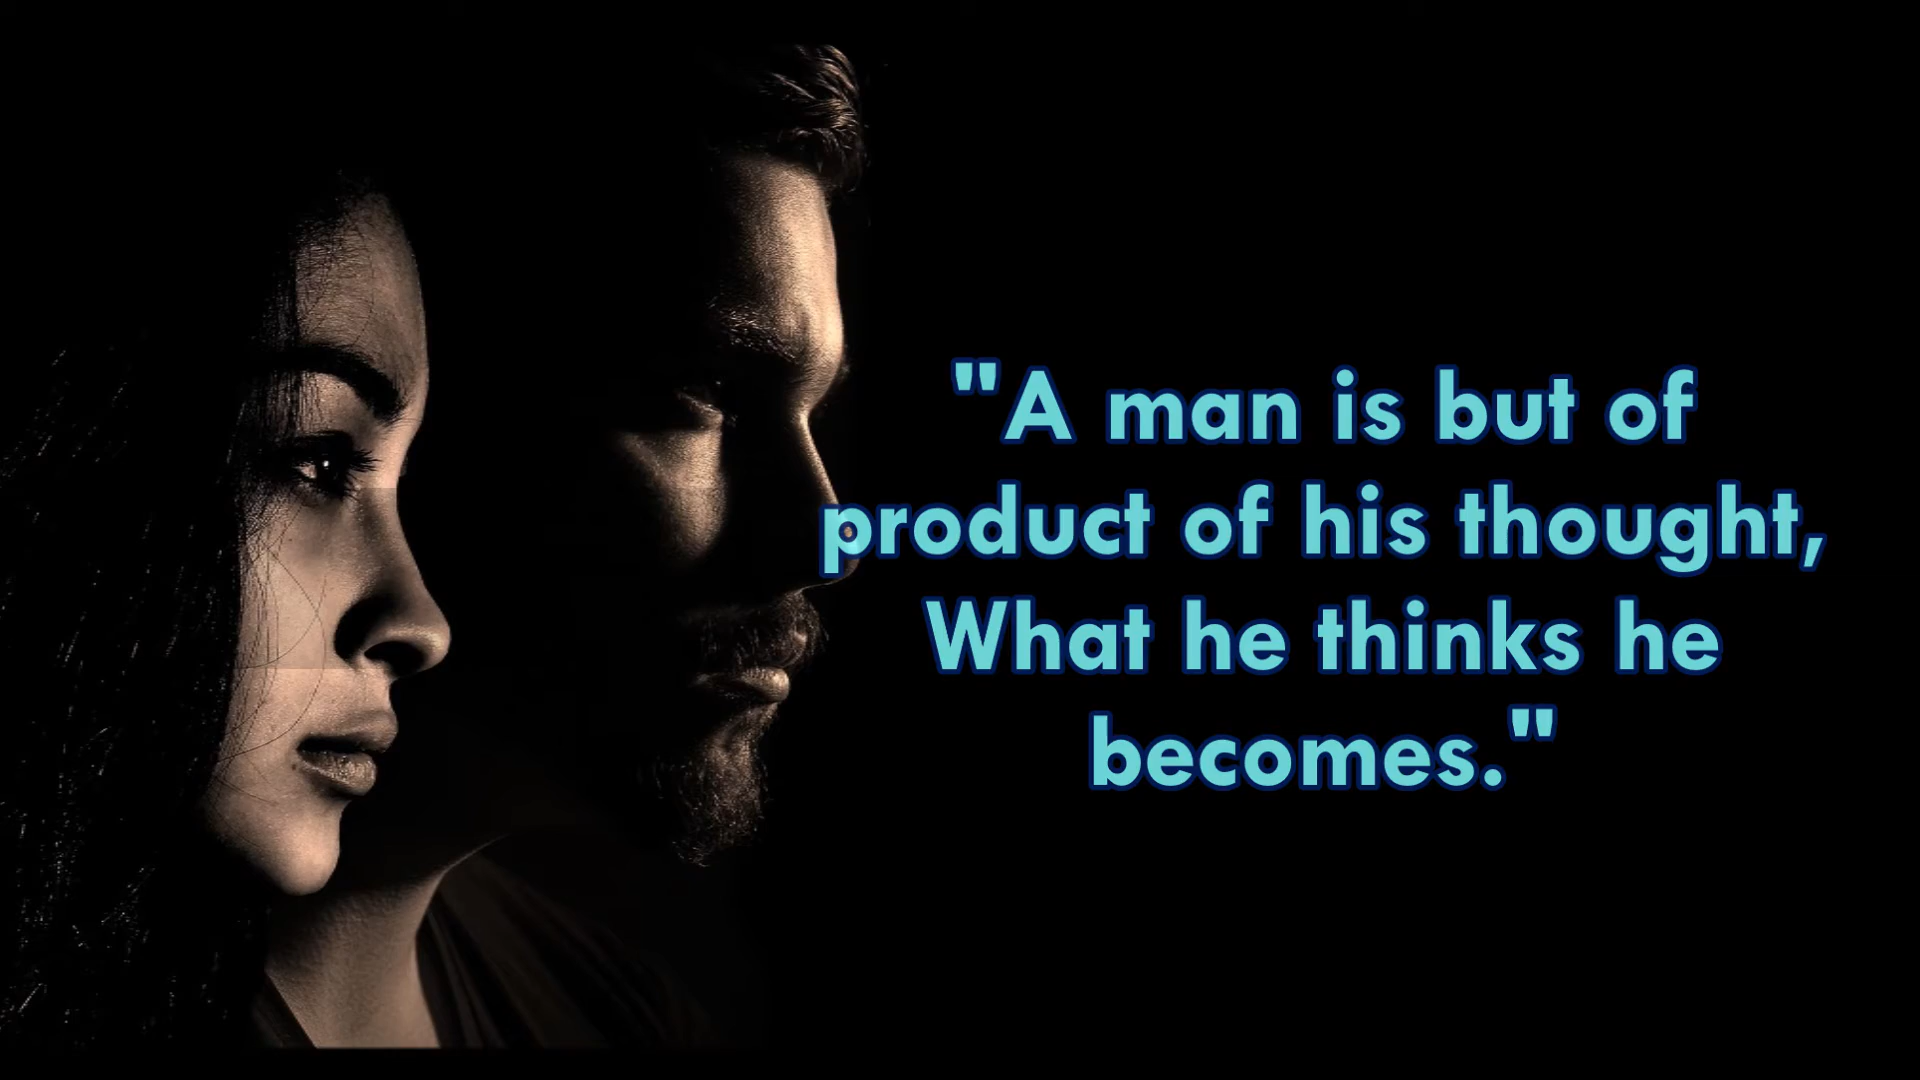 "A man is but of
product of his thought,
What he thinks he
becomes."